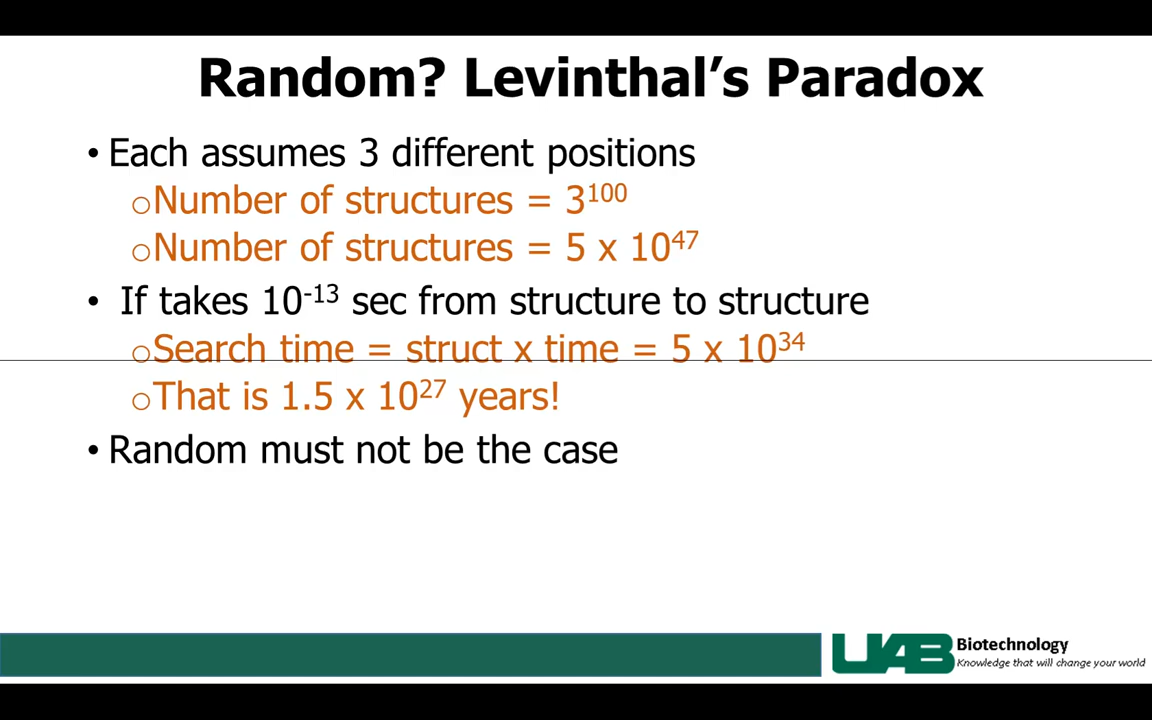 Random? Levinthal’s Paradox
• Each assumes 3 different positions
○Number of structures = 3¹⁰⁰
○Number of structures = 5 x 10⁴⁷
• If takes 10⁻¹³ sec from structure to structure
○Search time = struct x time = 5 x 10³⁴
○That is 1.5 x 10²⁷ years!
• Random must not be the case
UAB Biotechnology
Knowledge that will change your world